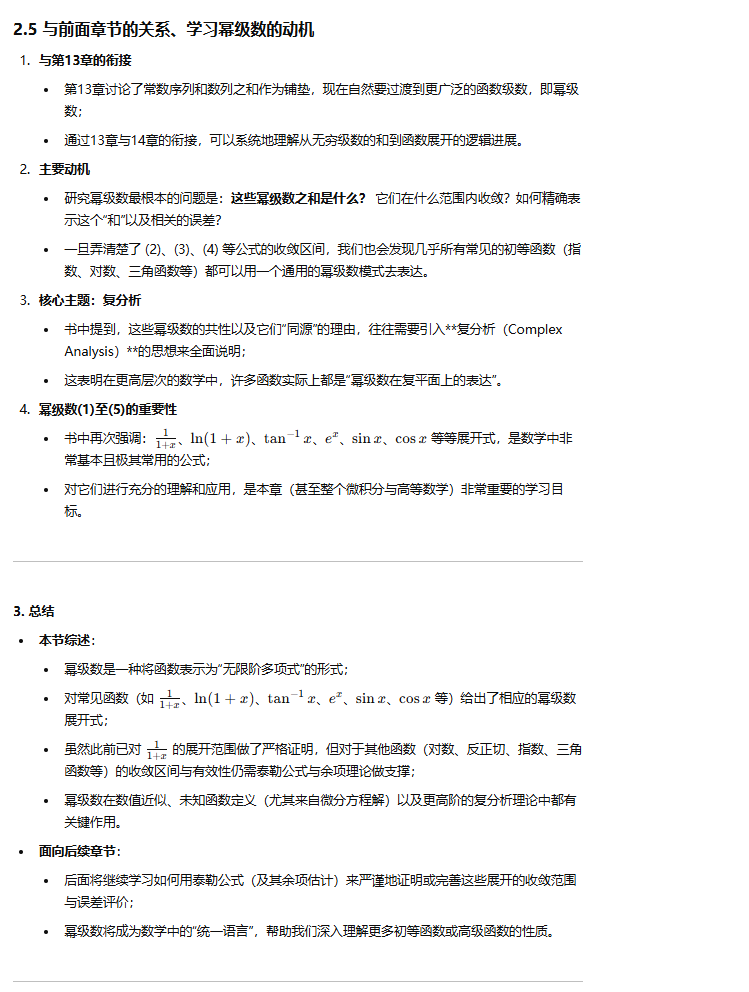 2.5 与前面章节的关系、学习幂级数的动机
1. 与第13章的衔接
• 第13章讨论了常数序列和数列之和作为铺垫，现在自然要过渡到更广泛的函数级数，即幂级
数；
• 通过13章与14章的衔接，可以系统地理解从无穷级数的和到函数展开的逻辑进展。
2. 主要动机
• 研究幂级数最根本的问题是：这些幂级数之和是什么？ 它们在什么范围内收敛？如何精确表
示这个“和”以及相关的误差？
• 一旦弄清楚了 (2)、(3)、(4) 等公式的收敛区间，我们也会发现几乎所有常见的初等函数（指
数、对数、三角函数等）都可以用一个通用的幂级数模式去表达。
3. 核心主题：复分析
• 书中提到，这些幂级数的共性以及它们“同源”的理由，往往需要引入**复分析（Complex
Analysis）**的思想来全面说明；
• 这表明在更高层次的数学中，许多函数实际上都是“幂级数在复平面上的表达”。
4. 幂级数(1)至(5)的重要性
• 书中再次强调：$\frac{1}{1+x}$、$\ln(1+x)$、$\tan^{-1} x$、$e^x$、$\sin x$、$\cos x$ 等等展开式，是数学中非
常基本且极其常用的公式；
• 对它们进行充分的理解和应用，是本章（甚至整个微积分与高等数学）非常重要的学习目
标。
3. 总结
• 本节综述：
• 幂级数是一种将函数表示为“无限阶多项式”的形式；
• 对常见函数（如 $\frac{1}{1+x}$、$\ln(1+x)$、$\tan^{-1} x$、$e^x$、$\sin x$、$\cos x$ 等）给出了相应的幂级数
展开式；
• 虽然此前已对 $\frac{1}{1+x}$ 的展开范围做了严格证明，但对于其他函数（对数、反正切、指数、三角
函数等）的收敛区间与有效性仍需泰勒公式与余项理论做支撑；
• 幂级数在数值近似、未知函数定义（尤其来自微分方程解）以及更高阶的复分析理论中都有
关键作用。
• 面向后续章节：
• 后面将继续学习如何用泰勒公式（及其余项估计）来严谨地证明或完善这些展开的收敛范围
与误差评价；
• 幂级数将成为数学中的“统一语言”，帮助我们深入理解更多初等函数或高级函数的性质。